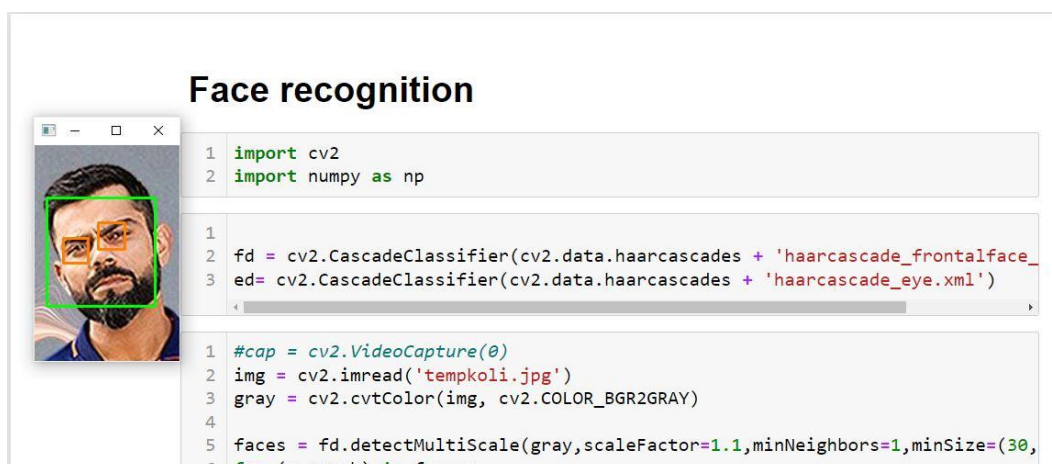 Face recognition
1 import cv2
2 import numpy as np
1
2 fd = cv2.CascadeClassifier(cv2.data.haarcascades + 'haarcascade_frontalface_
3 ed= cv2.CascadeClassifier(cv2.data.haarcascades + 'haarcascade_eye.xml')
1 #cap = cv2.VideoCapture(0)
2 img = cv2.imread('tempkoli.jpg')
3 gray = cv2.cvtColor(img, cv2.COLOR_BGR2GRAY)
4
5 faces = fd.detectMultiScale(gray,scaleFactor=1.1,minNeighbors=1,minSize=(30,